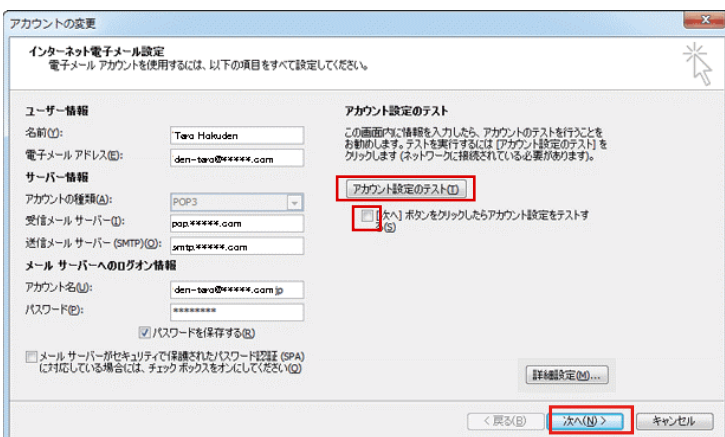 アカウントの変更
インターネット電子メール設定
電子メール アカウントを使用するには、以下の項目をすべて設定してください。
ユーザー情報
名前(Y):
Taro Hakuden
電子メール アドレス(E):
den-taro@*****.com
サーバー情報
アカウントの種類(A):
POP3
受信メール サーバー(I):
pop.*****.com
送信メール サーバー (SMTP)(O):
smtp.*****.com
メール サーバーへのログオン情報
アカウント名(U):
den-taro@*****.com jp
パスワード(P):
********
パスワードを保存する(R)
メール サーバーがセキュリティで保護されたパスワード認証 (SPA)
に対応している場合には、チェック ボックスをオンにしてください(Q)
アカウント設定のテスト
この画面内に情報を入力したら、アカウントのテストを行うことを
お勧めします。テストを実行するには [アカウント設定のテスト] を
クリックします (ネットワークに接続されている必要があります)。
アカウント設定のテスト(T)
[次へ] ボタンをクリックしたらアカウント設定をテストす
る(S)
詳細設定(M)...
< 戻る(B)
次へ(N) >
キャンセル